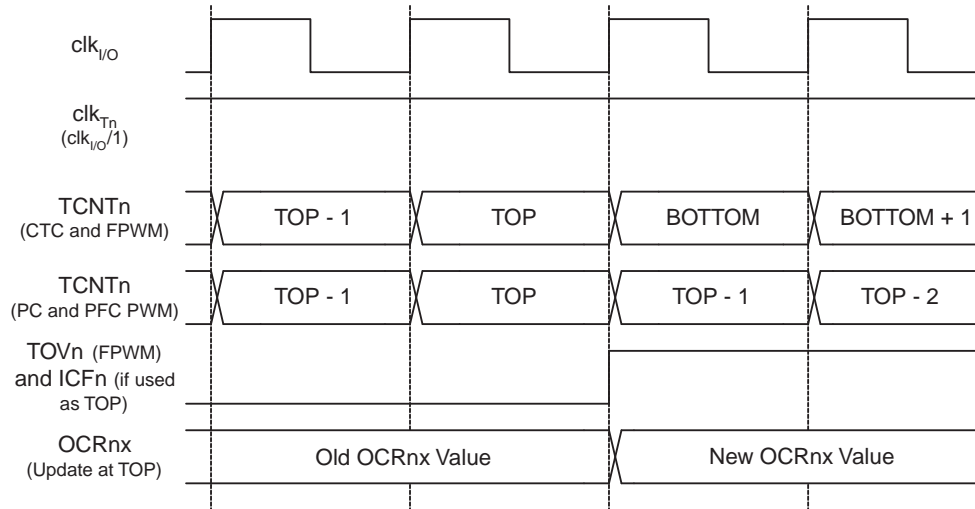 clkI/O
clkTn
(clkI/O/1)
TCNTn
(CTC and FPWM)
TOP - 1
TOP
BOTTOM
BOTTOM + 1
TCNTn
(PC and PFC PWM)
TOP - 1
TOP
TOP - 1
TOP - 2
TOVn (FPWM)
and ICFn (if used
as TOP)
OCRnx
(Update at TOP)
Old OCRnx Value
New OCRnx Value